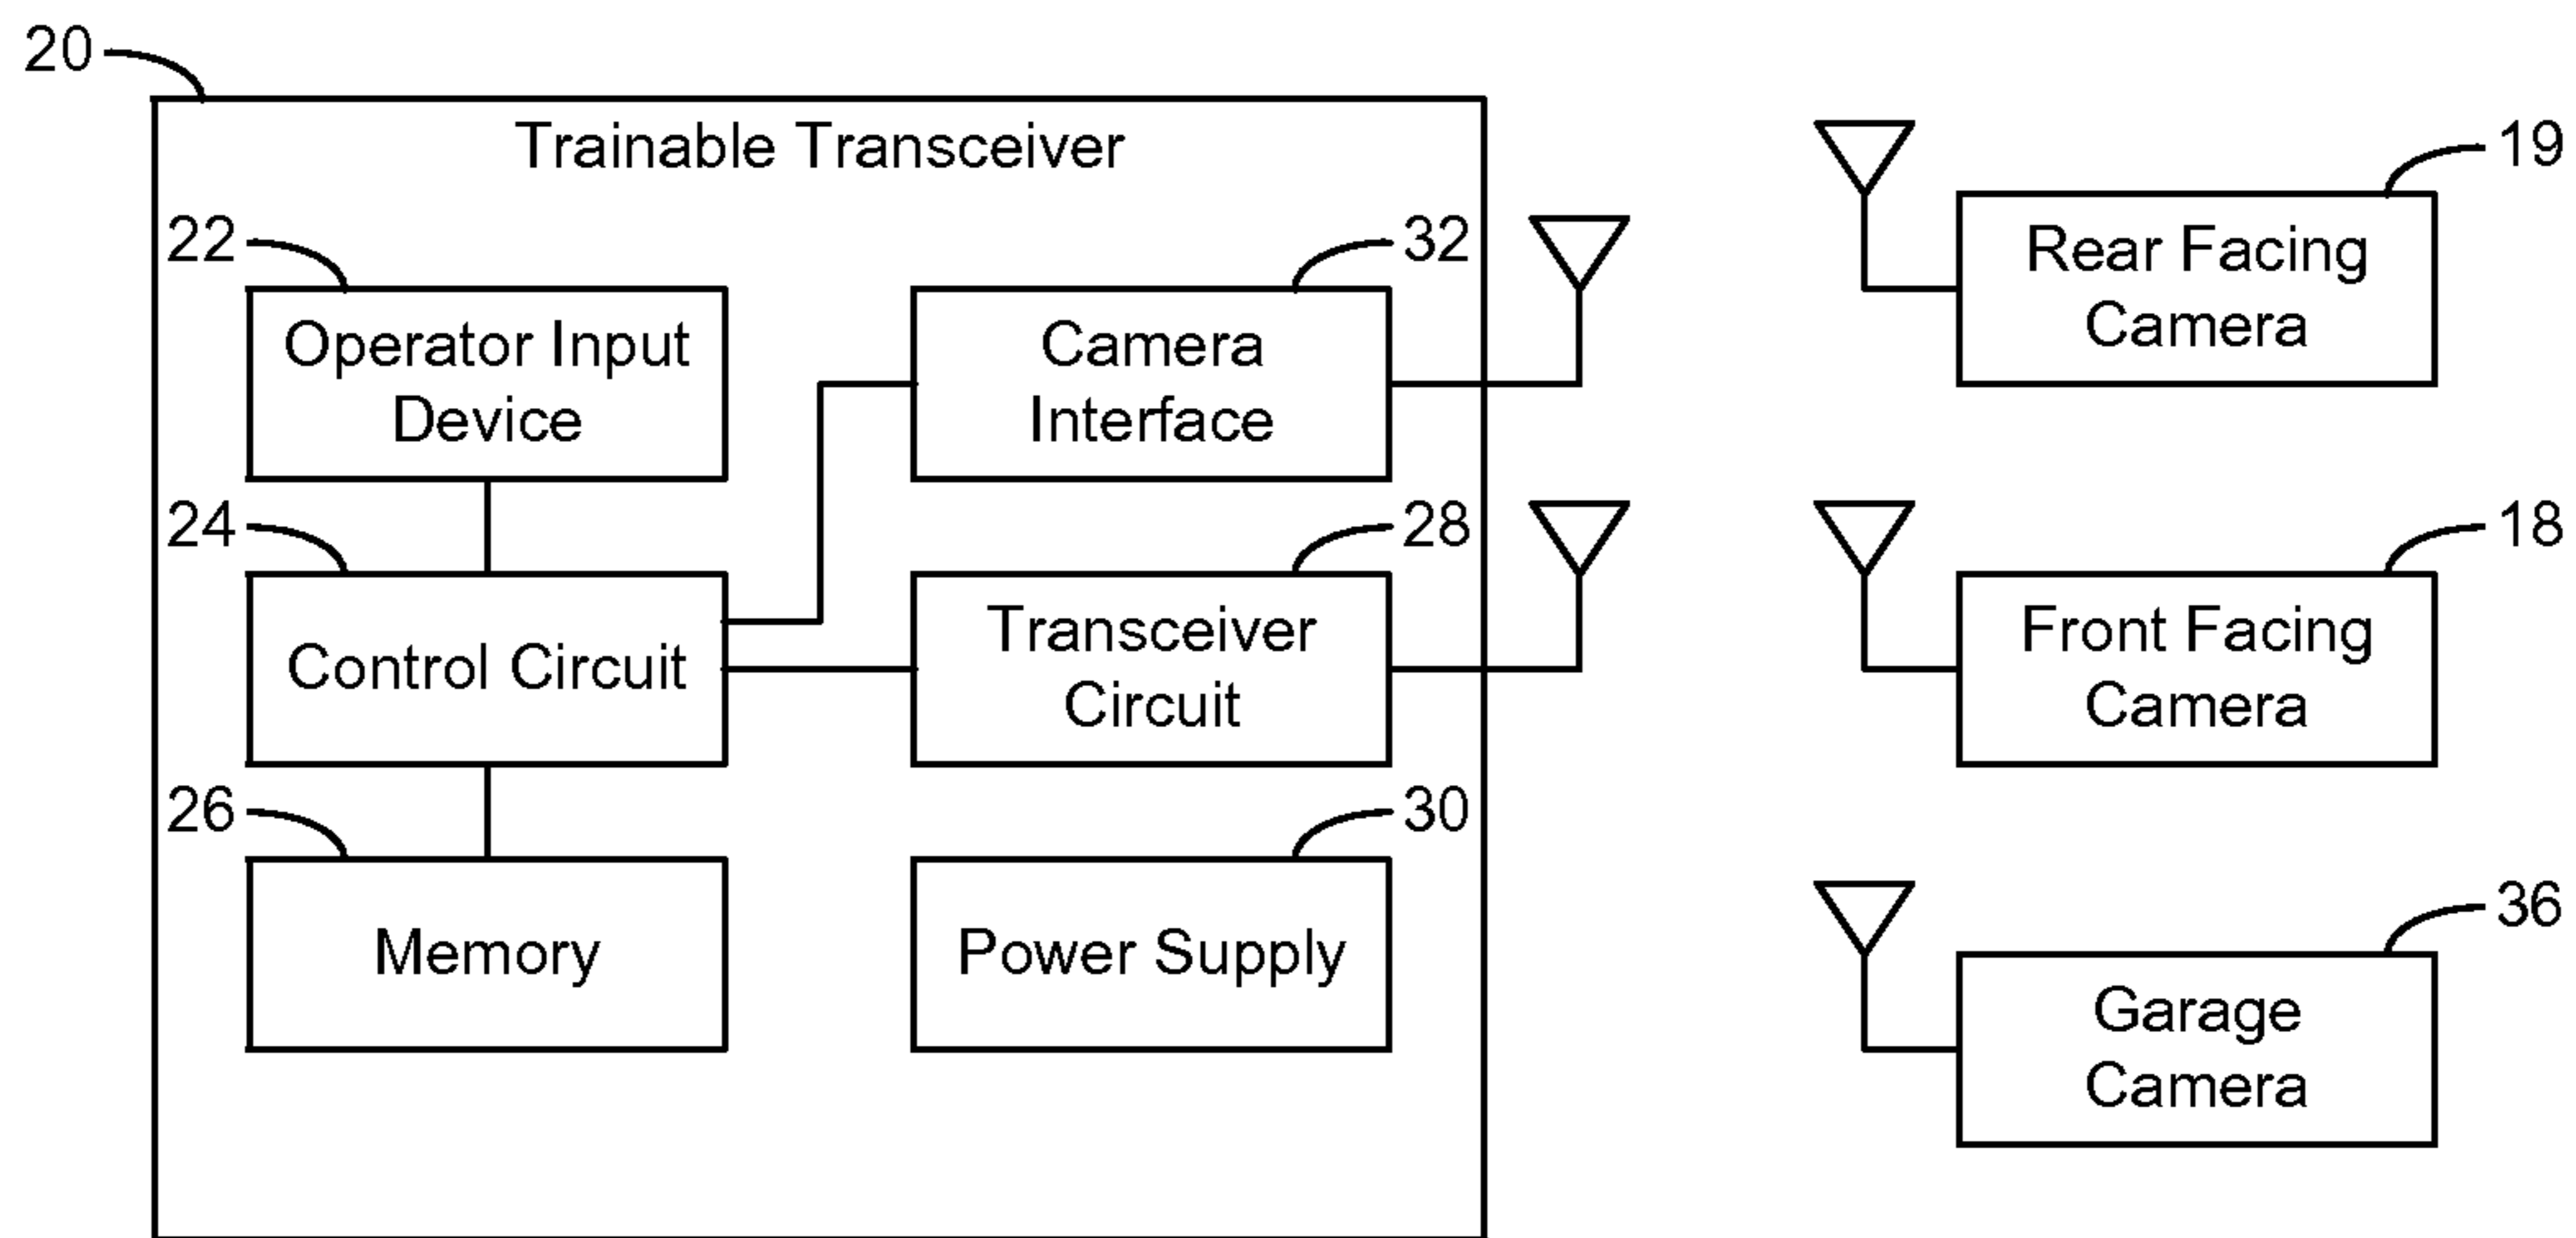 20
Trainable Transceiver
22
Operator Input
Device
32
Camera
Interface
24
Control Circuit
28
Transceiver
Circuit
26
Memory
30
Power Supply
19
Rear Facing
Camera
18
Front Facing
Camera
36
Garage
Camera